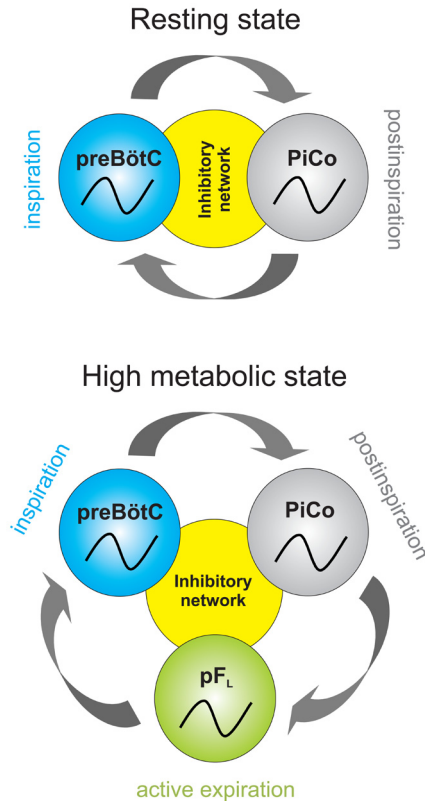 Resting state
inspiration
preBötC
Inhibitory
network
PiCo
postinspiration
High metabolic state
inspiration
preBötC
PiCo
postinspiration
Inhibitory
network
pFL
active expiration